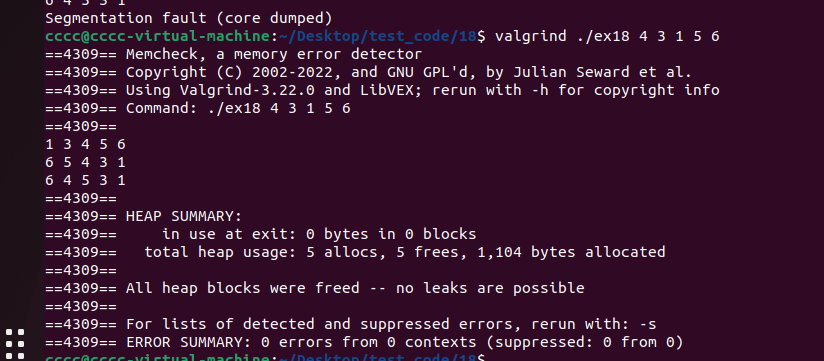 6 4 5 3 1
Segmentation fault (core dumped)
cccc@cccc-virtual-machine:~/Desktop/test_code/18$ valgrind ./ex18 4 3 1 5 6
==4309== Memcheck, a memory error detector
==4309== Copyright (C) 2002-2022, and GNU GPL'd, by Julian Seward et al.
==4309== Using Valgrind-3.22.0 and LibVEX; rerun with -h for copyright info
==4309== Command: ./ex18 4 3 1 5 6
==4309==
1 3 4 5 6
6 5 4 3 1
6 4 5 3 1
==4309==
==4309== HEAP SUMMARY:
==4309==     in use at exit: 0 bytes in 0 blocks
==4309==   total heap usage: 5 allocs, 5 frees, 1,104 bytes allocated
==4309==
==4309== All heap blocks were freed -- no leaks are possible
==4309==
==4309== For lists of detected and suppressed errors, rerun with: -s
==4309== ERROR SUMMARY: 0 errors from 0 contexts (suppressed: 0 from 0)
cccc@cccc-virtual-machine:~/Desktop/test_code/18$